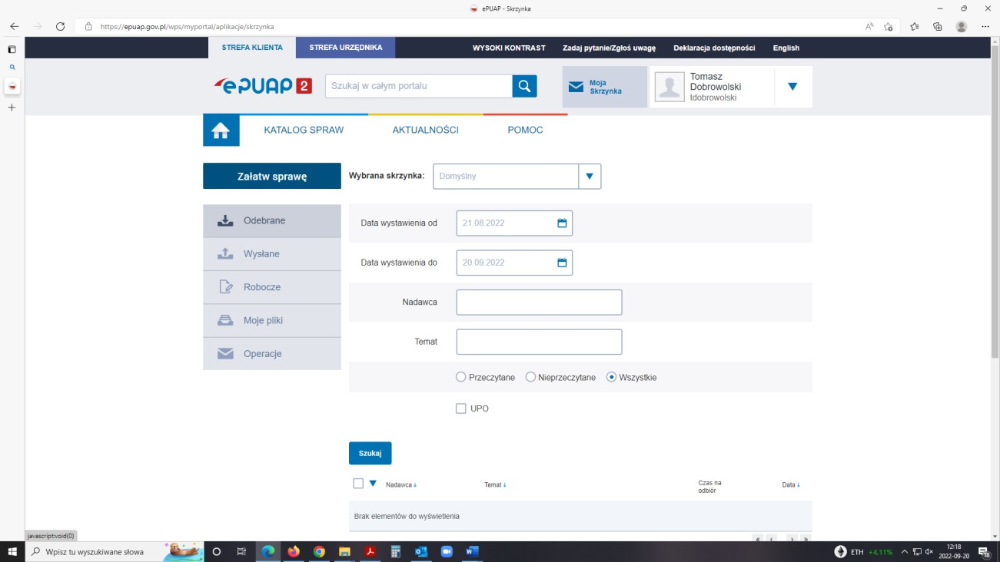 ePUAP - Skrzynka
https://epuap.gov.pl/wps/myportal/aplikacje/skrzynka
STREFA KLIENTA
STREFA URZĘDNIKA
WYSOKI KONTRAST
Zadaj pytanie/Zgłoś uwagę
Deklaracja dostępności
English
ePUAP 2
Szukaj w całym portalu
Moja
Skrzynka
Tomasz
Dobrowolski
tdobrowolski
KATALOG SPRAW
AKTUALNOŚCI
POMOC
Załatw sprawę
Wybrana skrzynka:
Domyślny
Odebrane
Wysłane
Robocze
Moje pliki
Operacje
Data wystawienia od
21.08.2022
Data wystawienia do
20.09.2022
Nadawca
Temat
Przeczytane
Nieprzeczytane
Wszystkie
UPO
Szukaj
Nadawca
Temat
Czas na
odbiór
Data
Brak elementów do wyświetlenia
javascript:void(0)
Wpisz tu wyszukiwane słowa
ETH +4,11%
12:18
2022-09-20
18